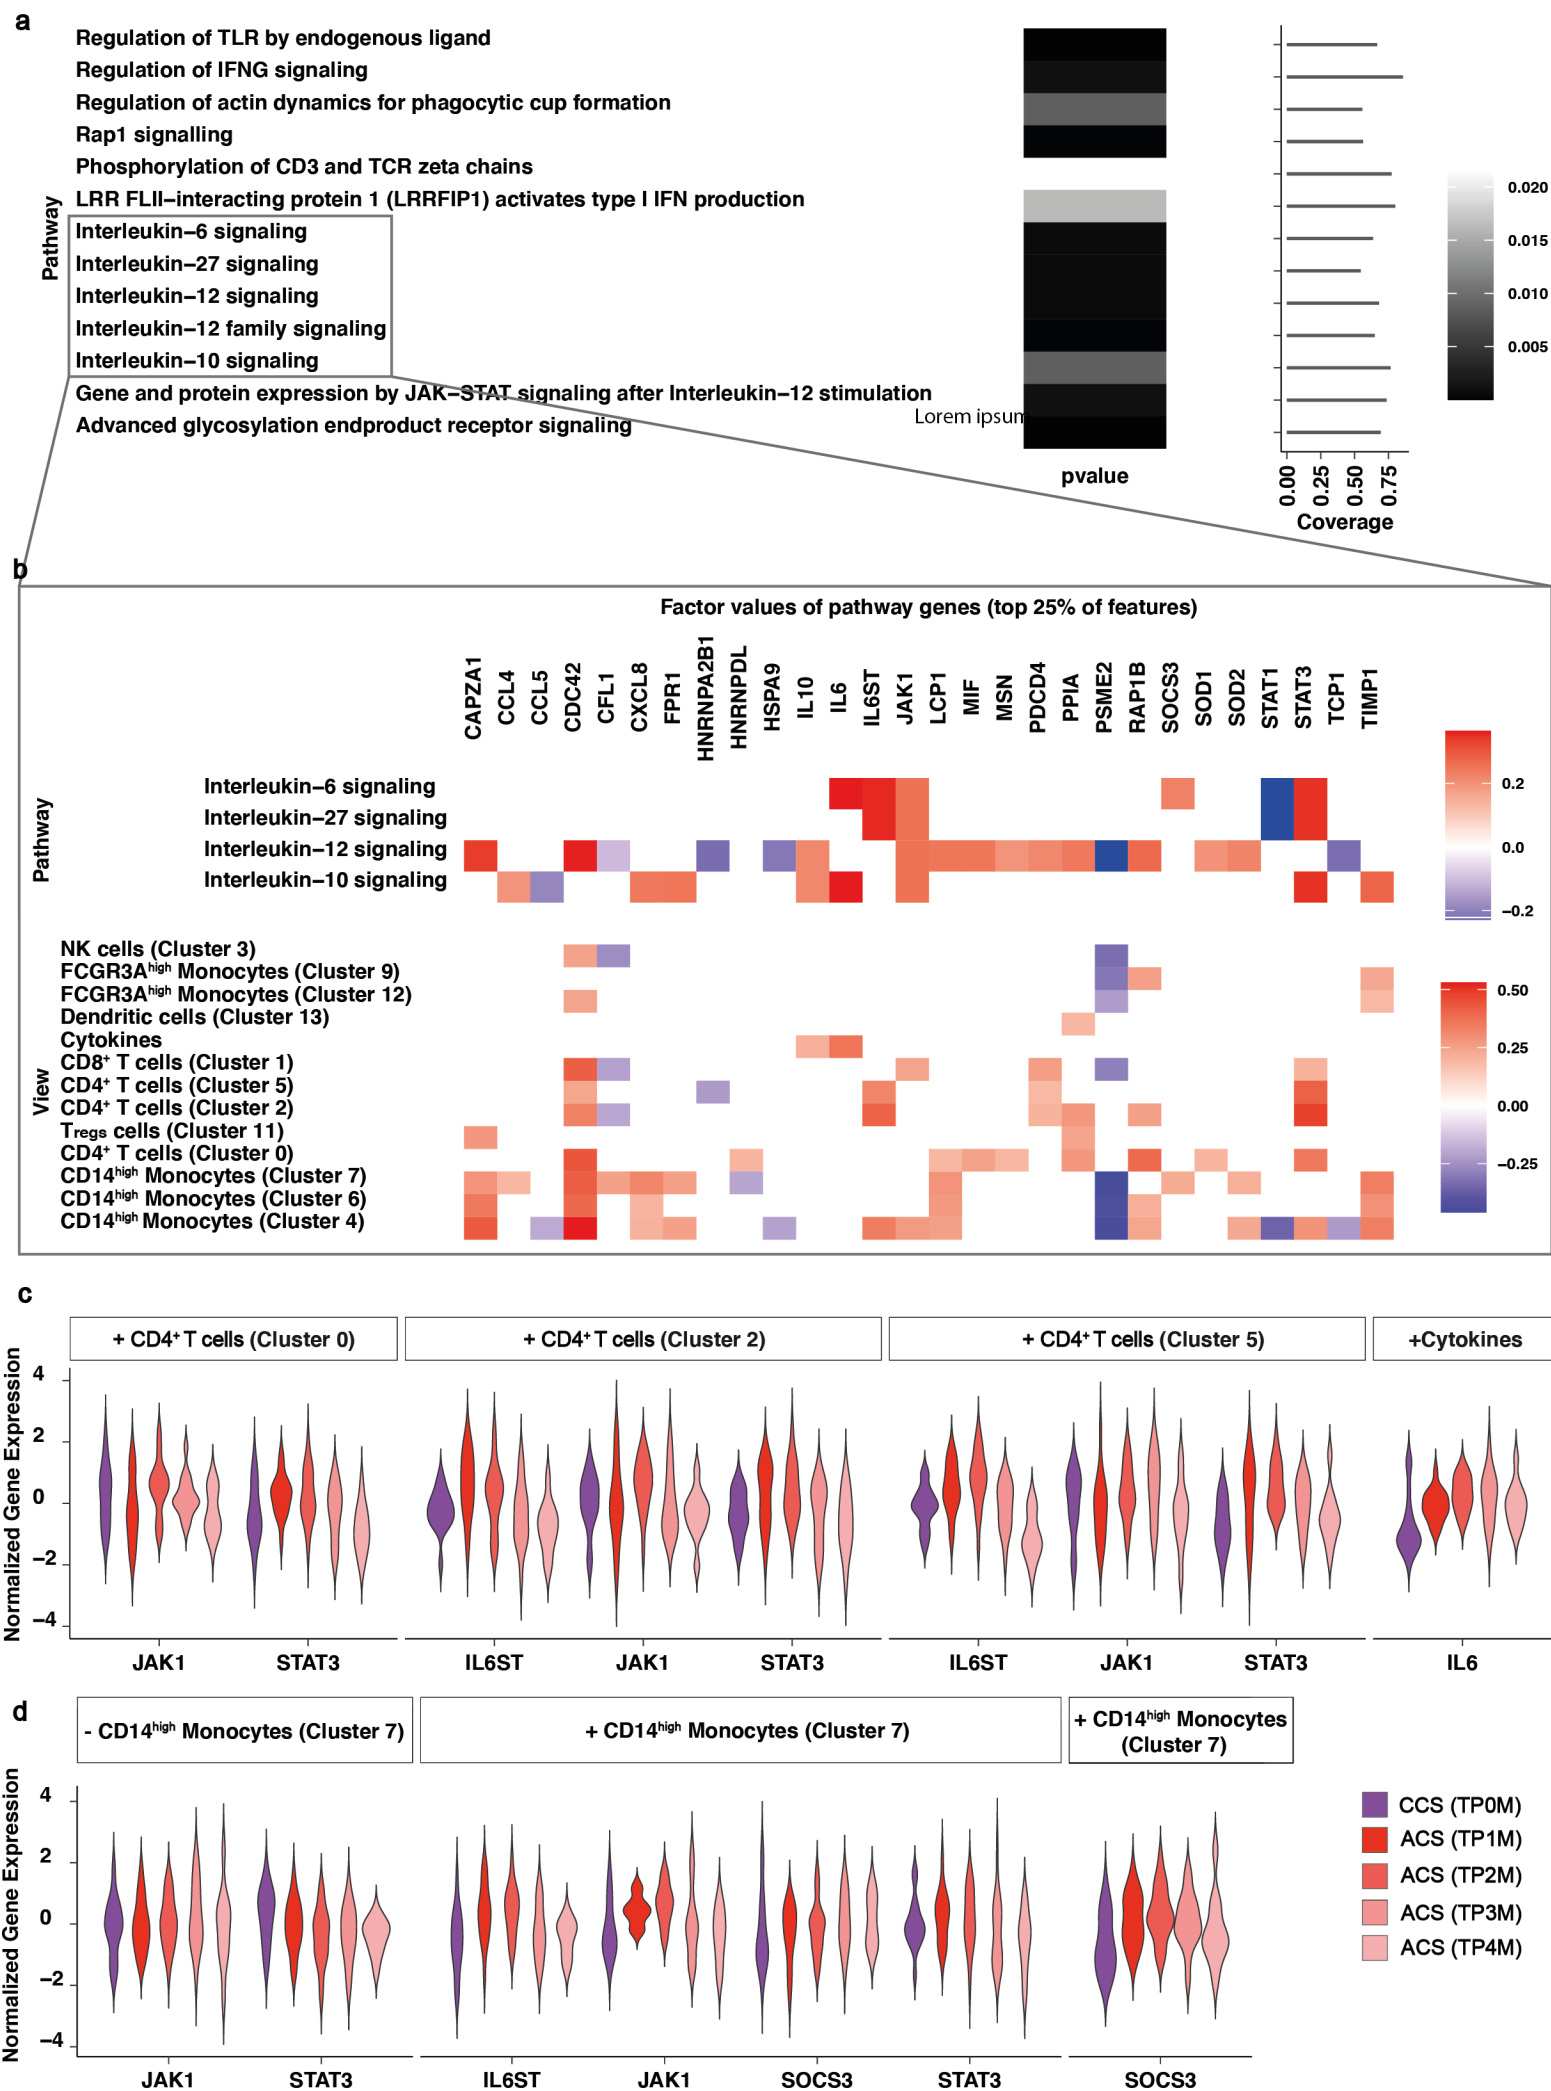 a
Regulation of TLR by endogenous ligand
Regulation of IFNG signaling
Regulation of actin dynamics for phagocytic cup formation
Rap1 signalling
Phosphorylation of CD3 and TCR zeta chains
LRR FLII–interacting protein 1 (LRRFIP1) activates type I IFN production
Interleukin–6 signaling
Interleukin–27 signaling
Interleukin–12 signaling
Interleukin–12 family signaling
Interleukin–10 signaling
Gene and protein expression by JAK–STAT signaling after Interleukin–12 stimulation
Advanced glycosylation endproduct receptor signaling
Pathway
Lorem ipsum
pvalue
0.00
0.25
0.50
0.75
Coverage
0.020
0.015
0.010
0.005
b
Factor values of pathway genes (top 25% of features)
CAPZA1
CCL4
CCL5
CDC42
CFL1
CXCL8
FPR1
HNRNPA2B1
HNRNPDL
HSPA9
IL10
IL6
IL6ST
JAK1
LCP1
MIF
MSN
PDCD4
PPIA
PSME2
RAP1B
SOCS3
SOD1
SOD2
STAT1
STAT3
TCP1
TIMP1
Pathway
Interleukin–6 signaling
Interleukin–27 signaling
Interleukin–12 signaling
Interleukin–10 signaling
0.2
0.0
–0.2
View
NK cells (Cluster 3)
FCGR3Ahigh Monocytes (Cluster 9)
FCGR3Ahigh Monocytes (Cluster 12)
Dendritic cells (Cluster 13)
Cytokines
CD8+ T cells (Cluster 1)
CD4+ T cells (Cluster 5)
CD4+ T cells (Cluster 2)
Tregs cells (Cluster 11)
CD4+ T cells (Cluster 0)
CD14high Monocytes (Cluster 7)
CD14high Monocytes (Cluster 6)
CD14high Monocytes (Cluster 4)
0.50
0.25
0.00
–0.25
c
+ CD4+ T cells (Cluster 0)
+ CD4+ T cells (Cluster 2)
+ CD4+ T cells (Cluster 5)
+Cytokines
Normalized Gene Expression
4
2
0
–2
–4
JAK1
STAT3
IL6ST
JAK1
STAT3
IL6ST
JAK1
STAT3
IL6
d
- CD14high Monocytes (Cluster 7)
+ CD14high Monocytes (Cluster 7)
+ CD14high Monocytes
(Cluster 7)
Normalized Gene Expression
4
2
0
–2
–4
JAK1
STAT3
IL6ST
JAK1
SOCS3
STAT3
SOCS3
CCS (TP0M)
ACS (TP1M)
ACS (TP2M)
ACS (TP3M)
ACS (TP4M)